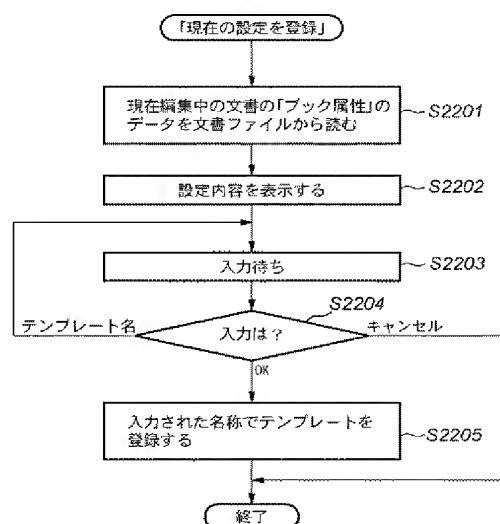 「現在の設定を登録」
現在編集中の文書の「ブック属性」の
データを文書ファイルから読む
S2201
設定内容を表示する
S2202
入力待ち
S2203
S2204
テンプレート名
入力は？
キャンセル
OK
入力された名称でテンプレートを
登録する
S2205
終了